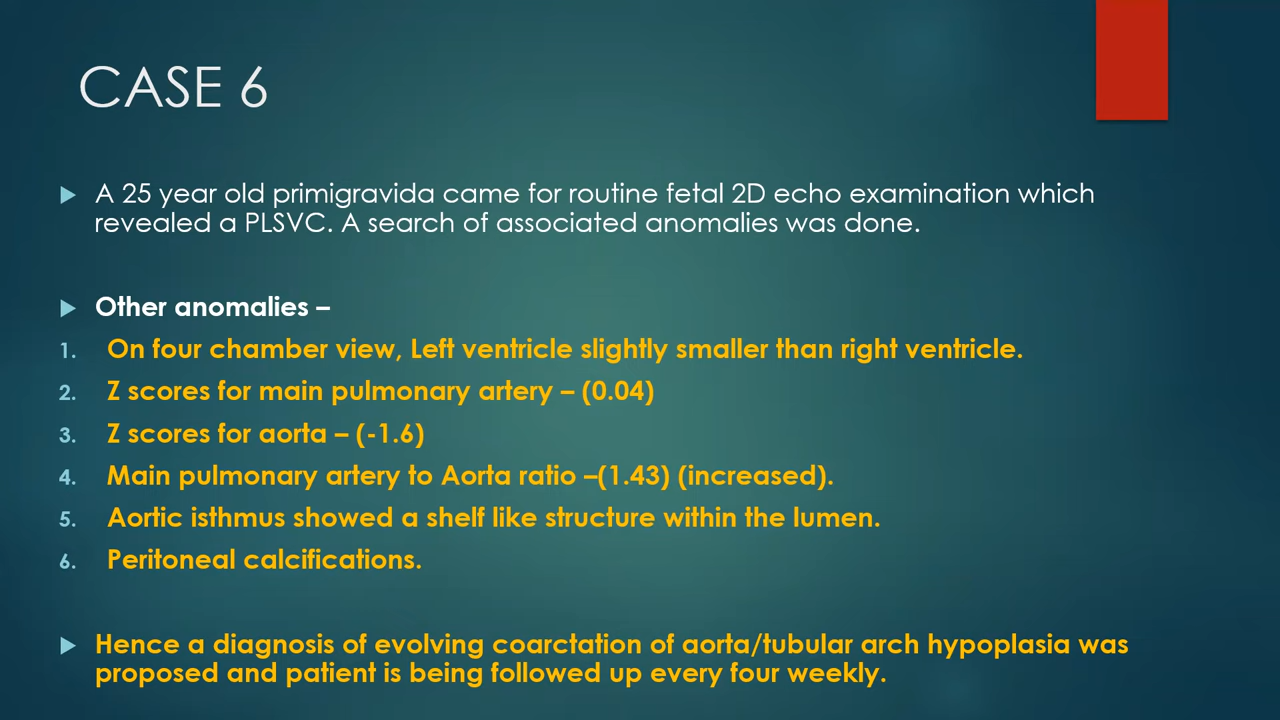 CASE 6
A 25 year old primigravida came for routine fetal 2D echo examination which
revealed a PLSVC. A search of associated anomalies was done.
Other anomalies –
1. On four chamber view, Left ventricle slightly smaller than right ventricle.
2. Z scores for main pulmonary artery – (0.04)
3. Z scores for aorta – (-1.6)
4. Main pulmonary artery to Aorta ratio –(1.43) (increased).
5. Aortic isthmus showed a shelf like structure within the lumen.
6. Peritoneal calcifications.
Hence a diagnosis of evolving coarctation of aorta/tubular arch hypoplasia was
proposed and patient is being followed up every four weekly.